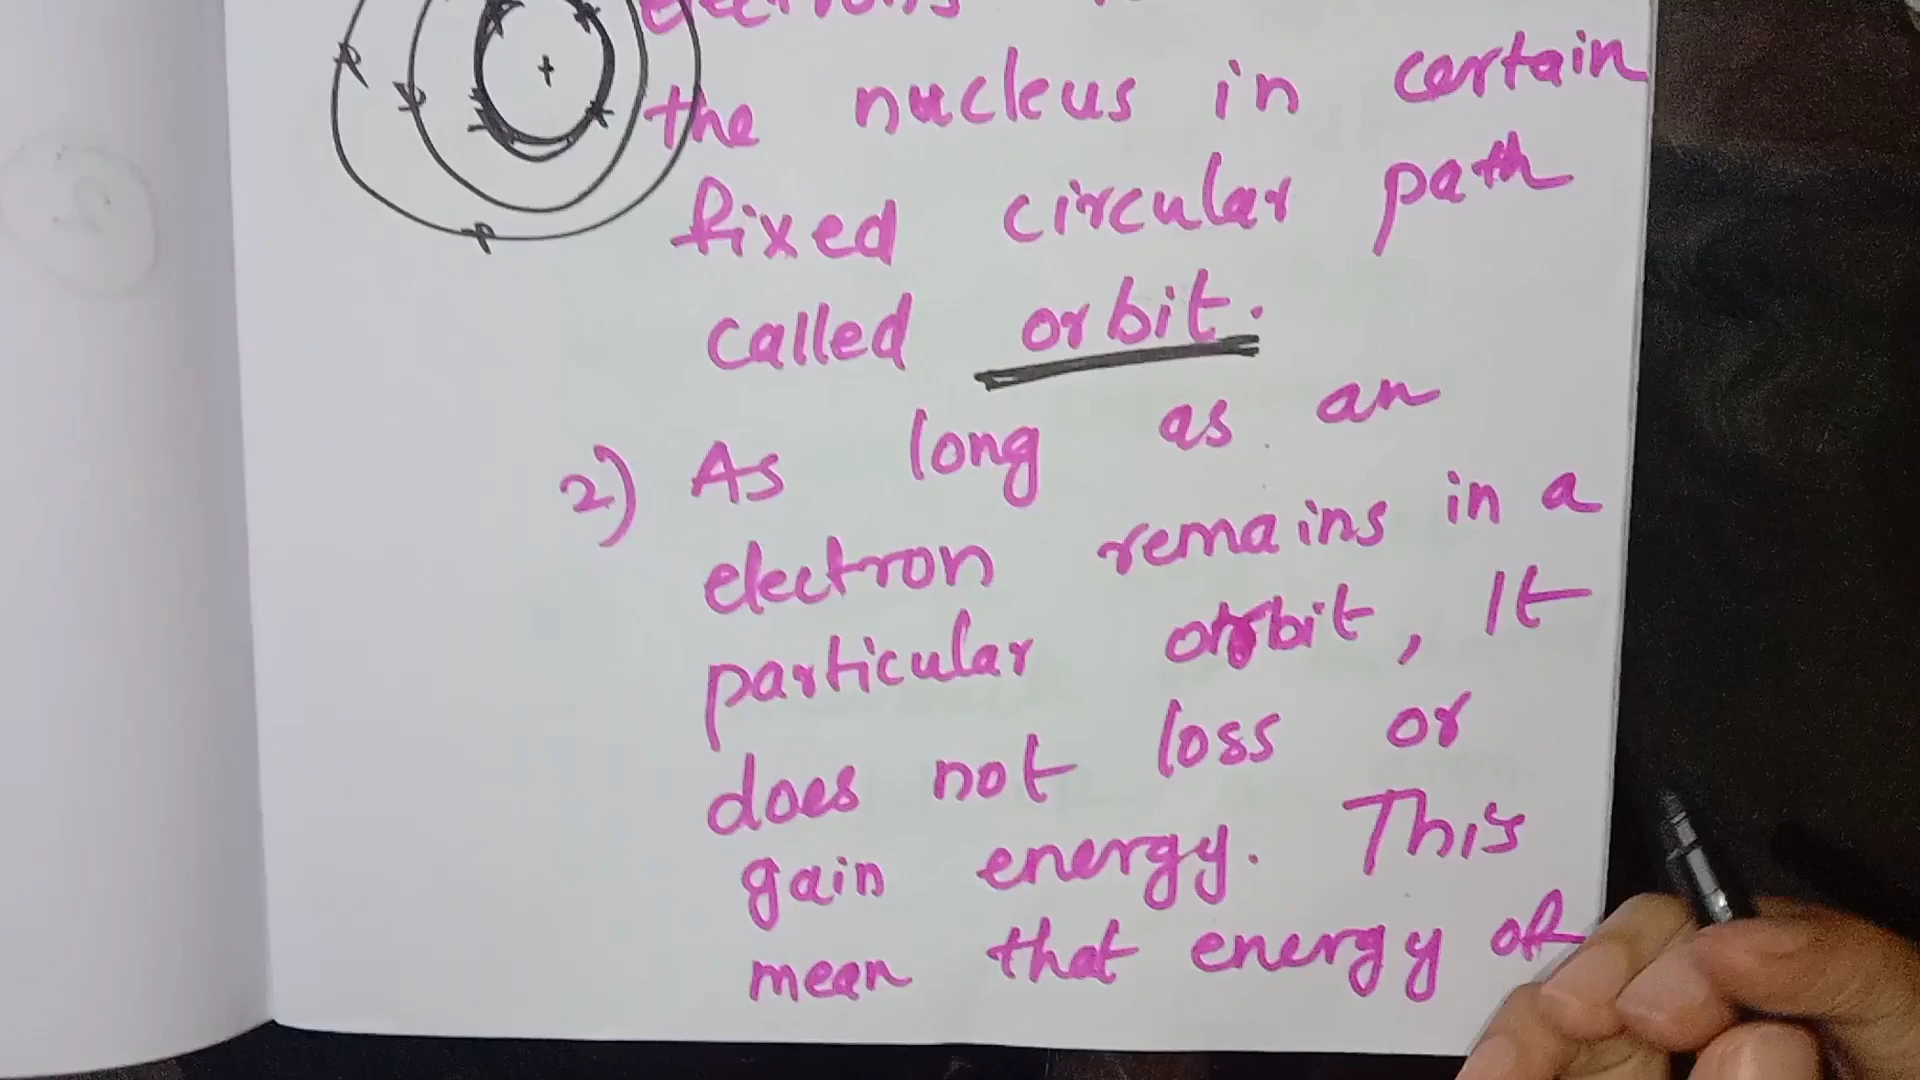 electrons
the nucleus in certain
fixed circular path
called orbit.
2) As long as an
electron remains in a
particular orbit, It
does not loss or
gain energy. This
mean that energy of